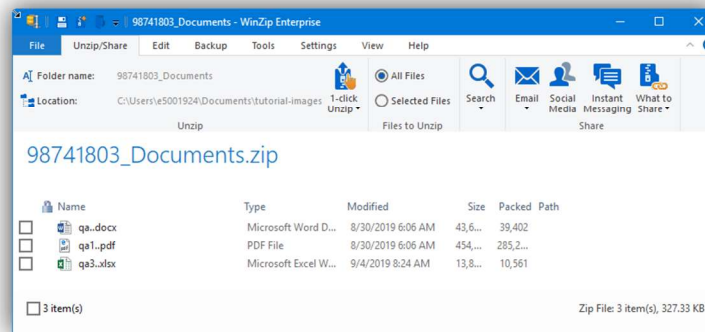 98741803_Documents - WinZip Enterprise
File Unzip/Share Edit Backup Tools Settings View Help
Folder name: 98741803_Documents
Location: C:\Users\e5001924\Documents\tutorial-images
1-click Unzip
All Files
Selected Files
Search
Email
Social Media
Instant Messaging
What to Share
Unzip Files to Unzip Share
98741803_Documents.zip
Name Type Modified Size Packed Path
qa..docx Microsoft Word D... 8/30/2019 6:06 AM 43,6... 39,402
qa1..pdf PDF File 8/30/2019 6:06 AM 454,... 285,2...
qa3..xlsx Microsoft Excel W... 9/4/2019 8:24 AM 13,8... 10,561
3 item(s) Zip File: 3 item(s), 327.33 KB